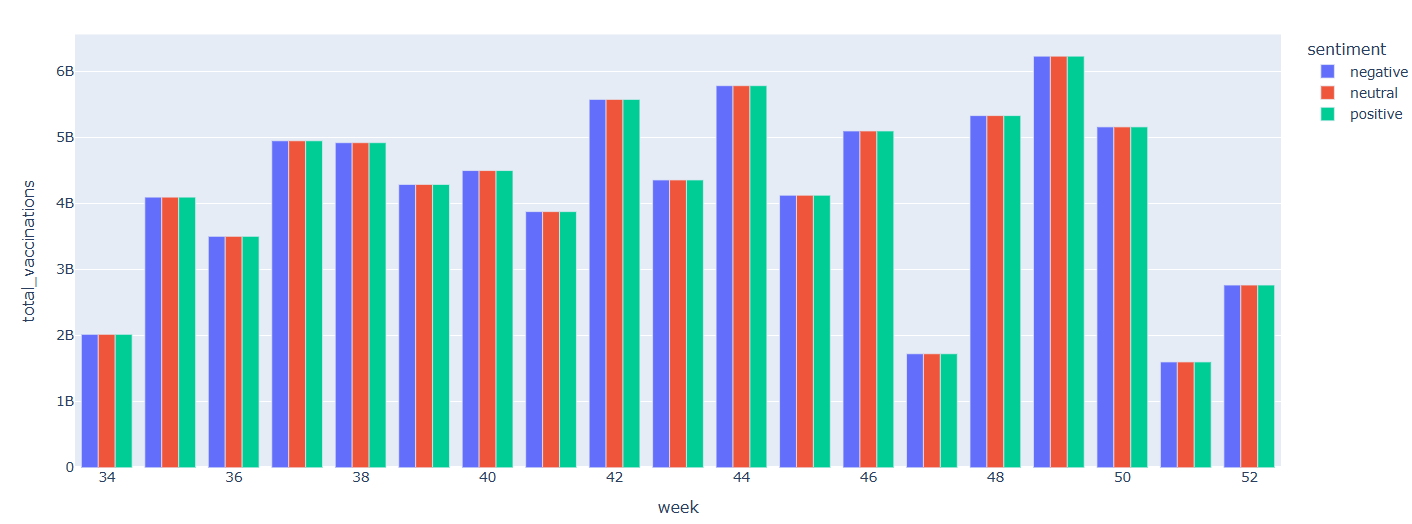 sentiment
negative
neutral
positive
total_vaccinations
6B
5B
4B
3B
2B
1B
0
34 36 38 40 42 44 46 48 50 52
week